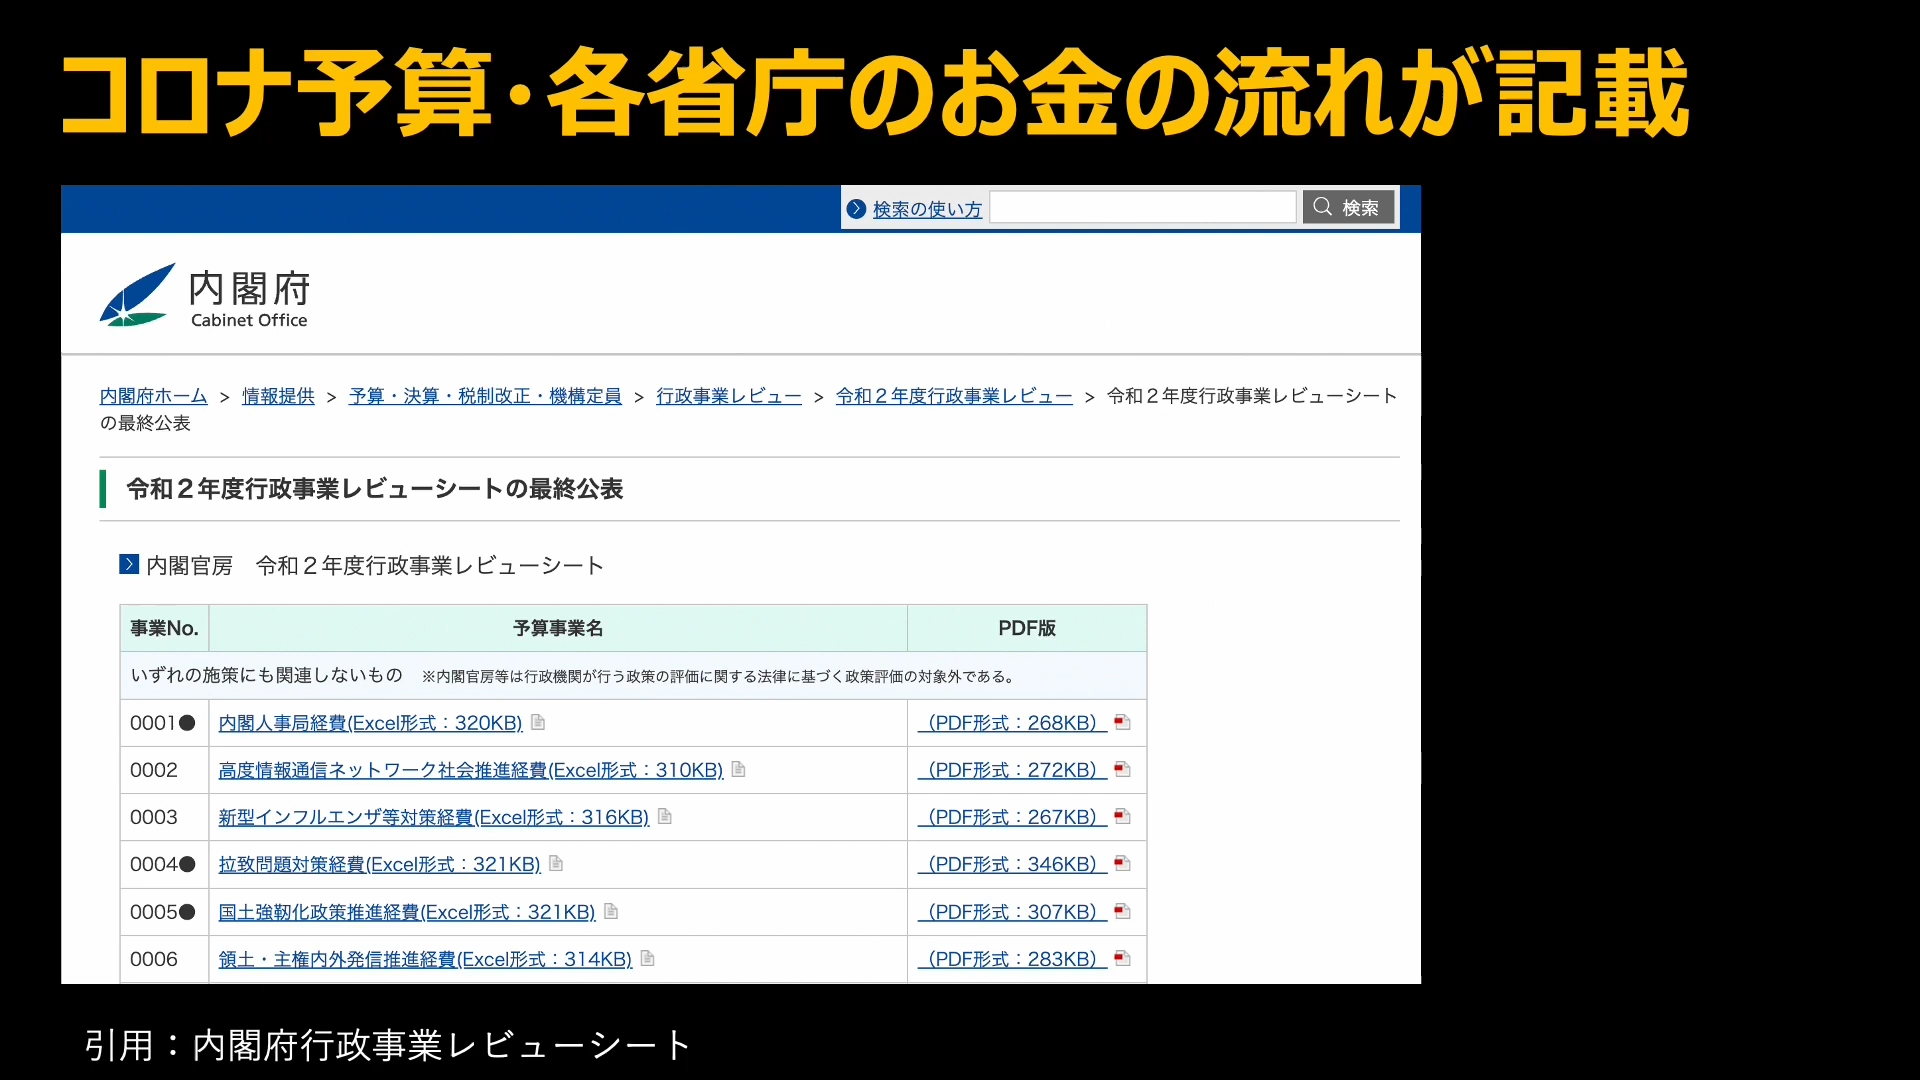 コロナ予算・各省庁のお金の流れが記載
検索の使い方
検索
内閣府
Cabinet Office
内閣府ホーム > 情報提供 > 予算・決算・税制改正・機構定員 > 行政事業レビュー > 令和２年度行政事業レビュー > 令和２年度行政事業レビューシート
の最終公表
令和２年度行政事業レビューシートの最終公表
内閣官房　令和２年度行政事業レビューシート
事業No. 予算事業名 PDF版
いずれの施策にも関連しないもの　※内閣官房等は行政機関が行う政策の評価に関する法律に基づく政策評価の対象外である。
0001● 内閣人事局経費(Excel形式：320KB) （PDF形式：268KB）
0002 高度情報通信ネットワーク社会推進経費(Excel形式：310KB) （PDF形式：272KB）
0003 新型インフルエンザ等対策経費(Excel形式：316KB) （PDF形式：267KB）
0004● 拉致問題対策経費(Excel形式：321KB) （PDF形式：346KB）
0005● 国土強靱化政策推進経費(Excel形式：321KB) （PDF形式：307KB）
0006 領土・主権内外発信推進経費(Excel形式：314KB) （PDF形式：283KB）
引用：内閣府行政事業レビューシート